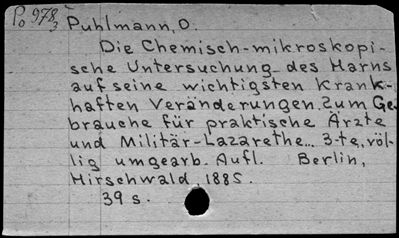 Po 978,3
Puhlmann, O.
Die Chemisch-mikroskopi-
sche Untersuchung des Harns
auf seine wichtigsten Krank-
haften Veränderungen. Zum Ge-
brauche für praktische Ärzte
und Militär-Lazarethe... 3-te, völ-
lig umgearb. Aufl. Berlin,
Hirschwald, 1885.
39 s.